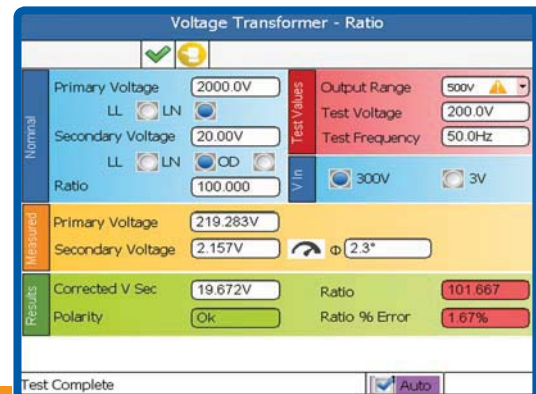 Voltage Transformer - Ratio
Nominal
Primary Voltage 2000.0V
LL LN
Secondary Voltage 20.00V
LL LN OD
Ratio 100.000
Test Values
Output Range 500V
Test Voltage 200.0V
Test Frequency 50.0Hz
V In
300V 3V
Measured
Primary Voltage 219.283V
Secondary Voltage 2.157V Φ 2.3°
Results
Corrected V Sec 19.672V Ratio 101.667
Polarity Ok Ratio % Error 1.67%
Test Complete Auto